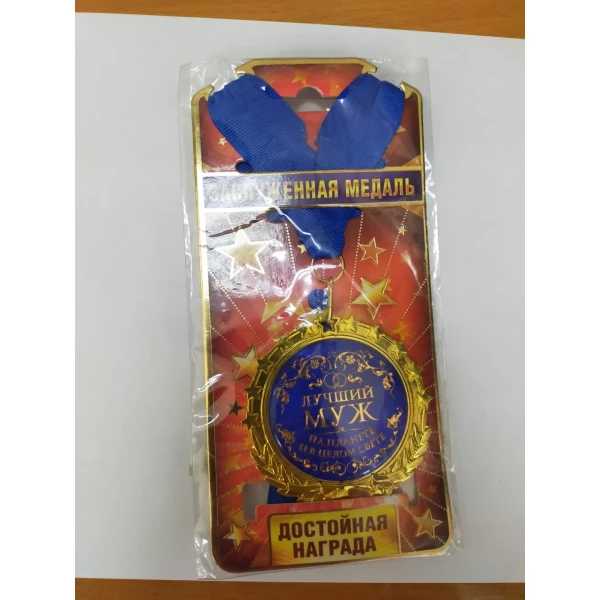 ЗАСЛУЖЕННАЯ МЕДАЛЬ
ЛУЧШИЙ
МУЖ
НА ПЛАНЕТЕ
И В ЦЕЛОМ СВЕТЕ
ДОСТОЙНАЯ
НАГРАДА